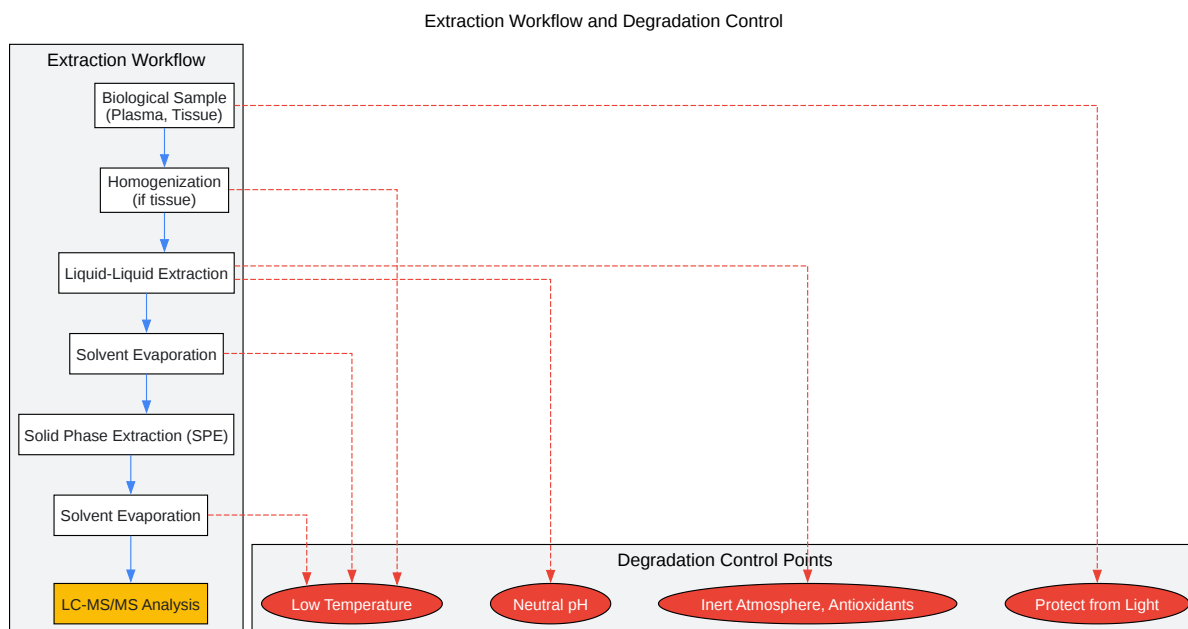 Extraction Workflow and Degradation Control
Extraction Workflow
Biological Sample
(Plasma, Tissue)
Homogenization
(if tissue)
Liquid-Liquid Extraction
Solvent Evaporation
Solid Phase Extraction (SPE)
Solvent Evaporation
LC-MS/MS Analysis
Degradation Control Points
Low Temperature
Neutral pH
Inert Atmosphere, Antioxidants
Protect from Light